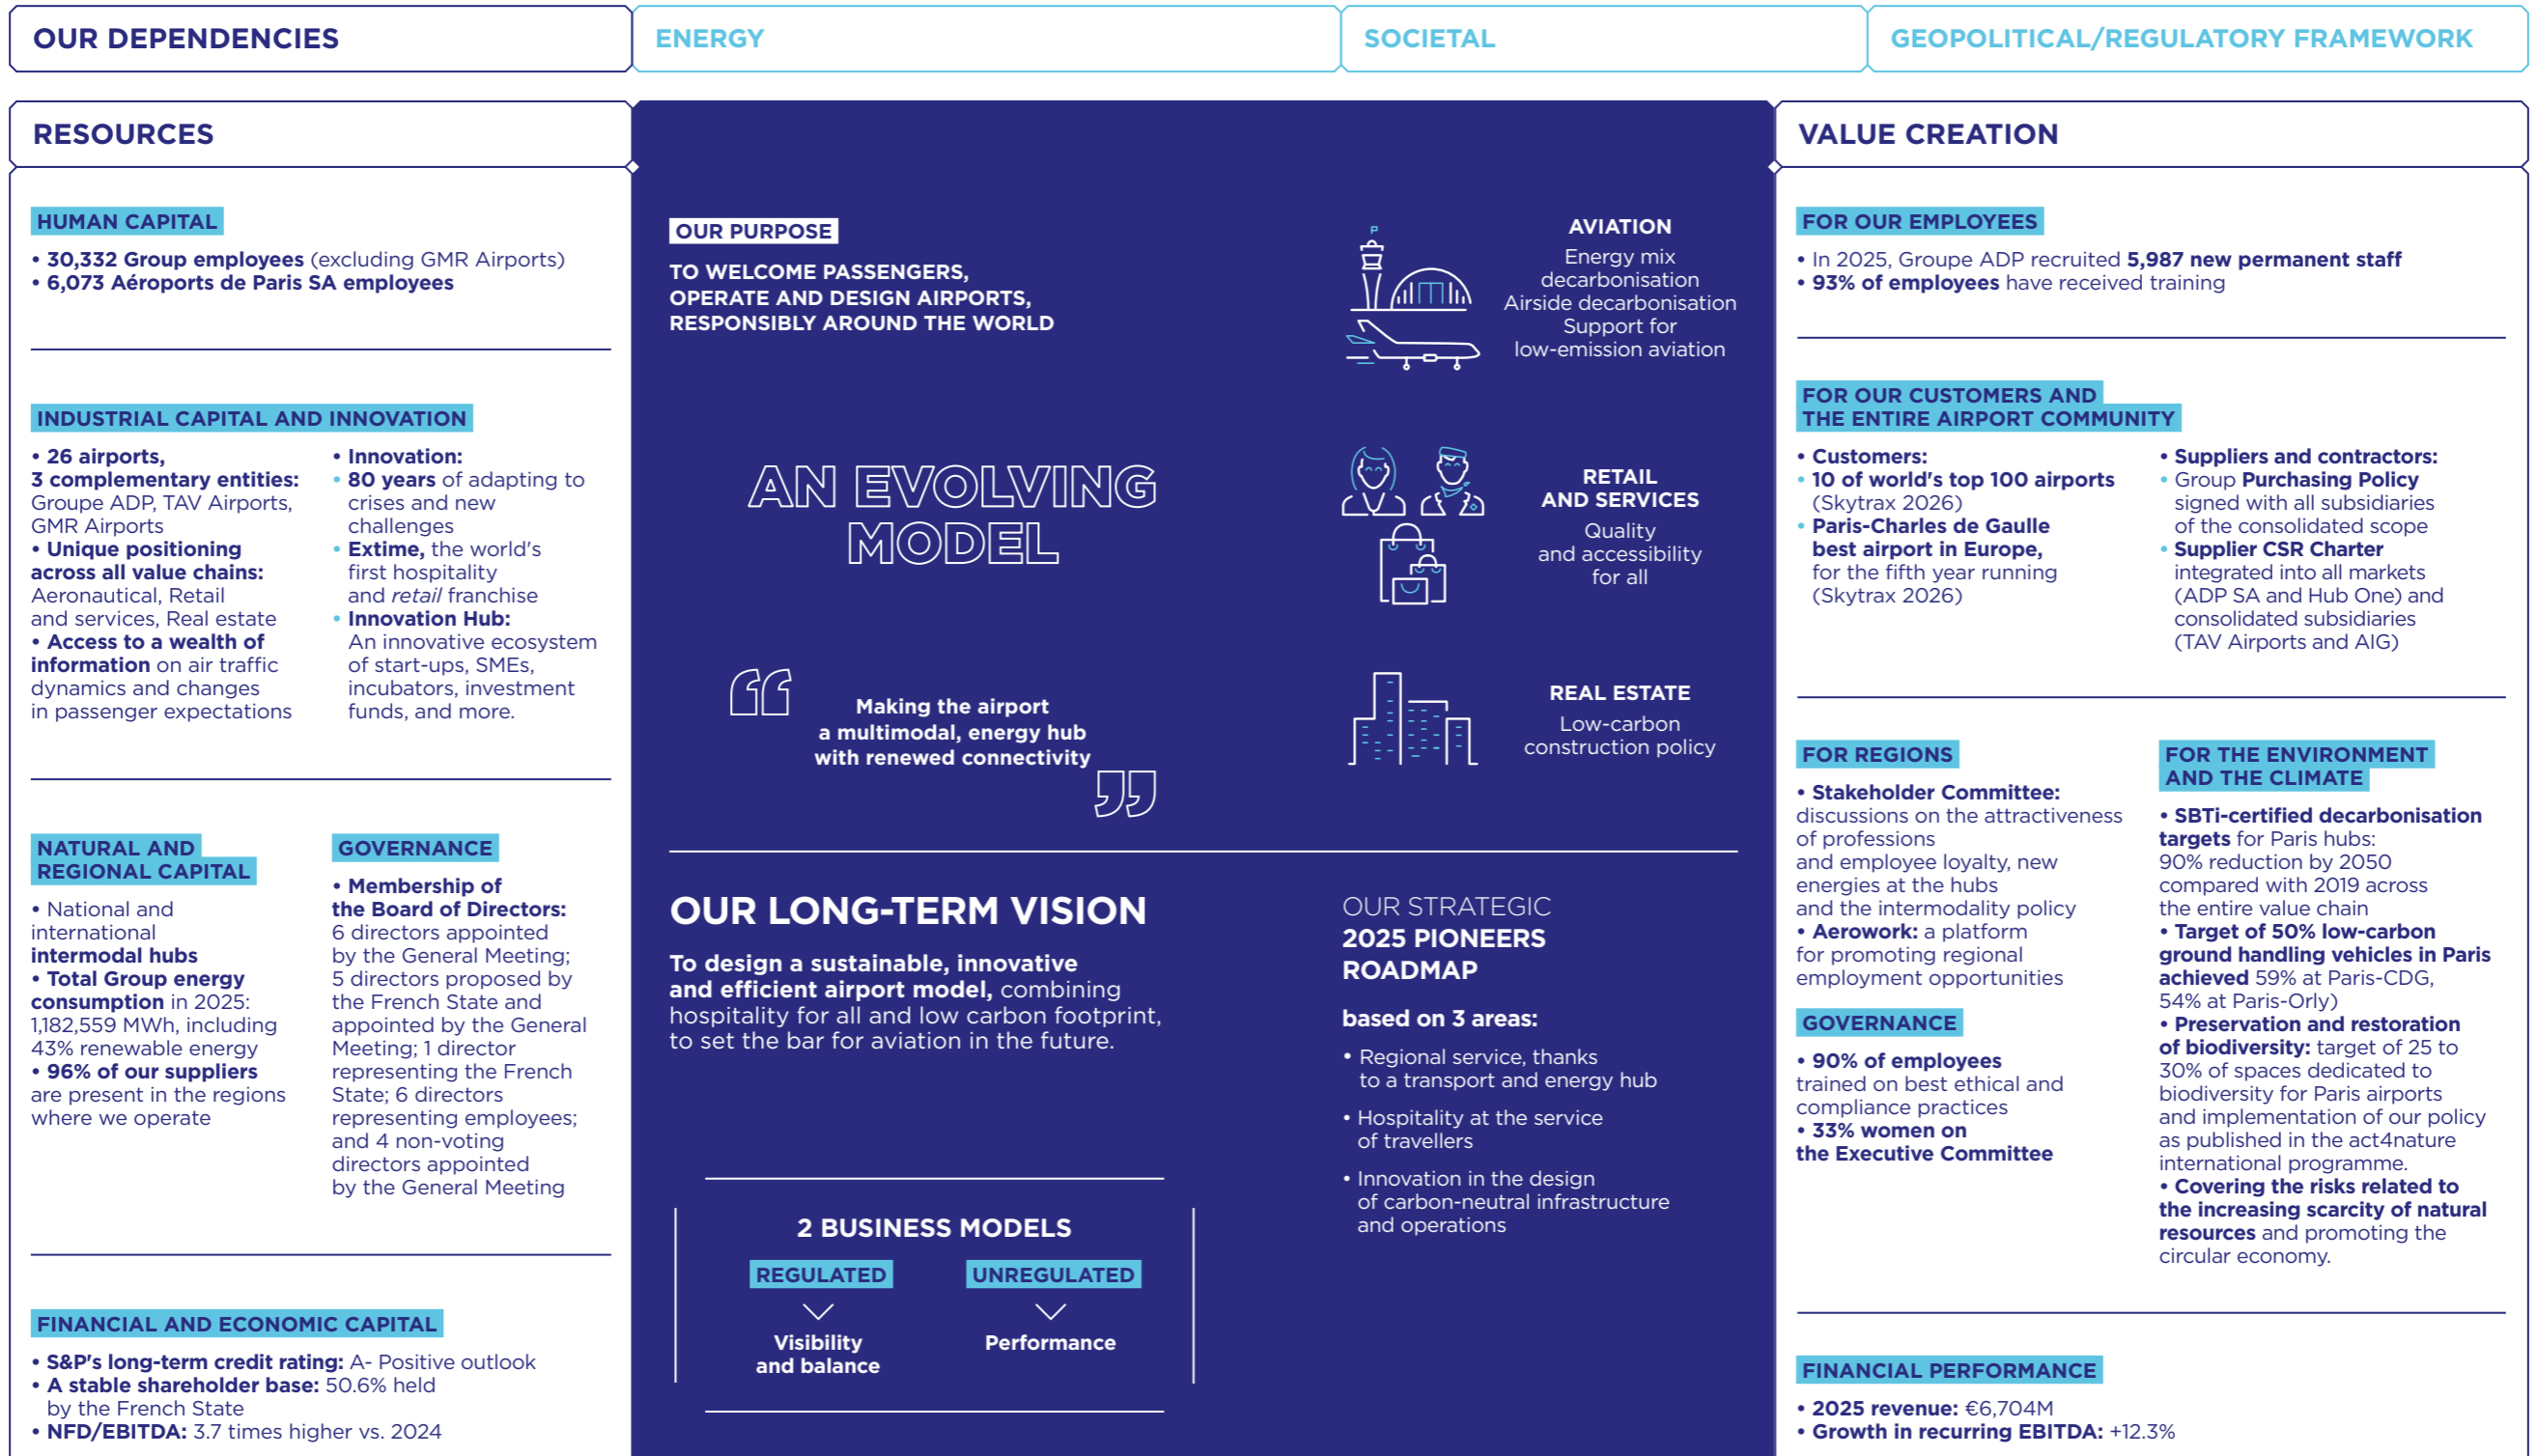 OUR DEPENDENCIES
ENERGY
SOCIETAL
GEOPOLITICAL/REGULATORY FRAMEWORK
RESOURCES
HUMAN CAPITAL
• 30,332 Group employees (excluding GMR Airports)
• 6,073 Aéroports de Paris SA employees
INDUSTRIAL CAPITAL AND INNOVATION
• 26 airports,
3 complementary entities:
Groupe ADP, TAV Airports,
GMR Airports
• Unique positioning
across all value chains:
Aeronautical, Retail
and services, Real estate
• Access to a wealth of
information on air traffic
dynamics and changes
in passenger expectations
• Innovation:
• 80 years of adapting to
crises and new
challenges
• Extime, the world's
first hospitality
and retail franchise
• Innovation Hub:
An innovative ecosystem
of start-ups, SMEs,
incubators, investment
funds, and more.
NATURAL AND
REGIONAL CAPITAL
• National and
international
intermodal hubs
• Total Group energy
consumption in 2025:
1,182,559 MWh, including
43% renewable energy
• 96% of our suppliers
are present in the regions
where we operate
GOVERNANCE
• Membership of
the Board of Directors:
6 directors appointed
by the General Meeting;
5 directors proposed by
the French State and
appointed by the General
Meeting; 1 director
representing the French
State; 6 directors
representing employees;
and 4 non-voting
directors appointed
by the General Meeting
FINANCIAL AND ECONOMIC CAPITAL
• S&P's long-term credit rating: A- Positive outlook
• A stable shareholder base: 50.6% held
by the French State
• NFD/EBITDA: 3.7 times higher vs. 2024
OUR PURPOSE
TO WELCOME PASSENGERS,
OPERATE AND DESIGN AIRPORTS,
RESPONSIBLY AROUND THE WORLD
AN EVOLVING
MODEL
“
Making the airport
a multimodal, energy hub
with renewed connectivity
”
AVIATION
Energy mix
decarbonisation
Airside decarbonisation
Support for
low-emission aviation
RETAIL
AND SERVICES
Quality
and accessibility
for all
REAL ESTATE
Low-carbon
construction policy
OUR LONG-TERM VISION
To design a sustainable, innovative
and efficient airport model, combining
hospitality for all and low carbon footprint,
to set the bar for aviation in the future.
2 BUSINESS MODELS
REGULATED
Visibility
and balance
UNREGULATED
Performance
OUR STRATEGIC
2025 PIONEERS
ROADMAP
based on 3 areas:
• Regional service, thanks
to a transport and energy hub
• Hospitality at the service
of travellers
• Innovation in the design
of carbon-neutral infrastructure
and operations
VALUE CREATION
FOR OUR EMPLOYEES
• In 2025, Groupe ADP recruited 5,987 new permanent staff
• 93% of employees have received training
FOR OUR CUSTOMERS AND
THE ENTIRE AIRPORT COMMUNITY
• Customers:
• 10 of world's top 100 airports
(Skytrax 2026)
• Paris-Charles de Gaulle
best airport in Europe,
for the fifth year running
(Skytrax 2026)
• Suppliers and contractors:
• Group Purchasing Policy
signed with all subsidiaries
of the consolidated scope
• Supplier CSR Charter
integrated into all markets
(ADP SA and Hub One) and
consolidated subsidiaries
(TAV Airports and AIG)
FOR REGIONS
• Stakeholder Committee:
discussions on the attractiveness
of professions
and employee loyalty, new
energies at the hubs
and the intermodality policy
• Aerowork: a platform
for promoting regional
employment opportunities
GOVERNANCE
• 90% of employees
trained on best ethical and
compliance practices
• 33% women on
the Executive Committee
FOR THE ENVIRONMENT
AND THE CLIMATE
• SBTi-certified decarbonisation
targets for Paris hubs:
90% reduction by 2050
compared with 2019 across
the entire value chain
• Target of 50% low-carbon
ground handling vehicles in Paris
achieved 59% at Paris-CDG,
54% at Paris-Orly)
• Preservation and restoration
of biodiversity: target of 25 to
30% of spaces dedicated to
biodiversity for Paris airports
and implementation of our policy
as published in the act4nature
international programme.
• Covering the risks related to
the increasing scarcity of natural
resources and promoting the
circular economy.
FINANCIAL PERFORMANCE
• 2025 revenue: €6,704M
• Growth in recurring EBITDA: +12.3%